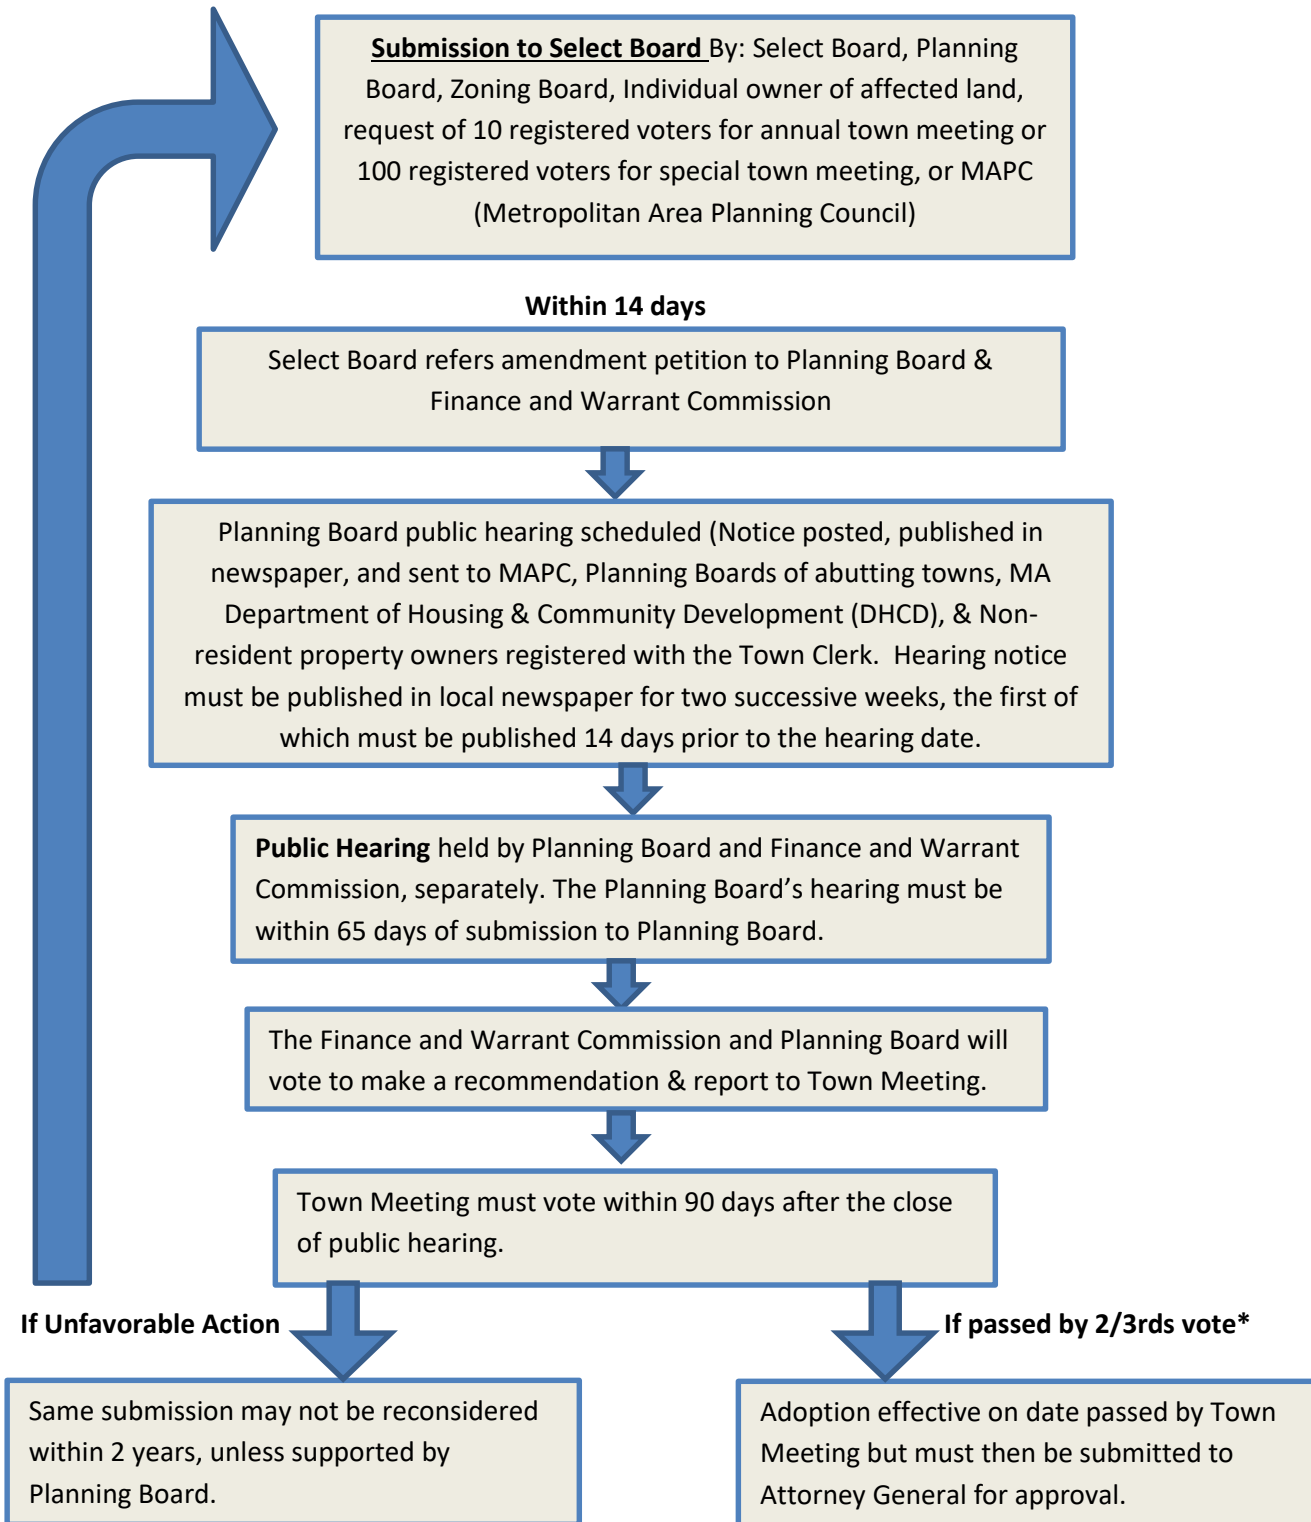 Submission to Select Board By: Select Board, Planning
Board, Zoning Board, Individual owner of affected land,
request of 10 registered voters for annual town meeting or
100 registered voters for special town meeting, or MAPC
(Metropolitan Area Planning Council)
Within 14 days
Select Board refers amendment petition to Planning Board &
Finance and Warrant Commission
Planning Board public hearing scheduled (Notice posted, published in
newspaper, and sent to MAPC, Planning Boards of abutting towns, MA
Department of Housing & Community Development (DHCD), & Non-
resident property owners registered with the Town Clerk.  Hearing notice
must be published in local newspaper for two successive weeks, the first of
which must be published 14 days prior to the hearing date.
Public Hearing held by Planning Board and Finance and Warrant
Commission, separately. The Planning Board’s hearing must be
within 65 days of submission to Planning Board.
The Finance and Warrant Commission and Planning Board will
vote to make a recommendation & report to Town Meeting.
Town Meeting must vote within 90 days after the close
of public hearing.
If Unfavorable Action
If passed by 2/3rds vote*
Same submission may not be reconsidered
within 2 years, unless supported by
Planning Board.
Adoption effective on date passed by Town
Meeting but must then be submitted to
Attorney General for approval.